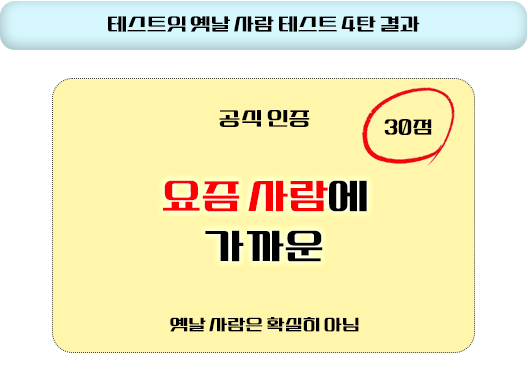 테스트의 옛날 사람 테스트 4탄 결과
공식 인증
30점
요즘 사람에
가까운
옛날 사람은 확실히 아님